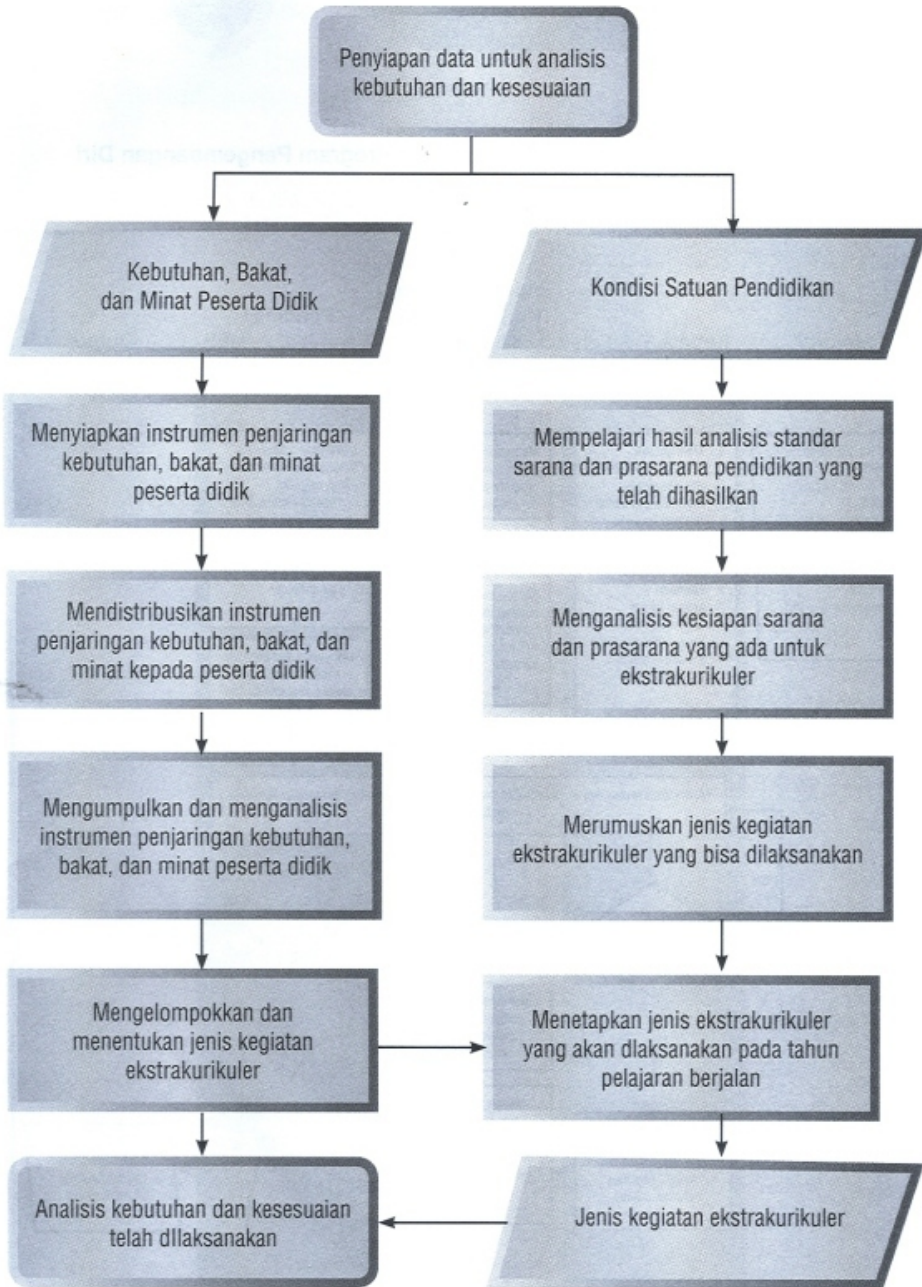 Penyiapan data untuk analisis
kebutuhan dan kesesuaian
Kebutuhan, Bakat,
dan Minat Peserta Didik
Menyiapkan instrumen penjaringan
kebutuhan, bakat, dan minat
peserta didik
Mendistribusikan instrumen
penjaringan kebutuhan, bakat, dan
minat kepada peserta didik
Mengumpulkan dan menganalisis
instrumen penjaringan kebutuhan,
bakat, dan minat peserta didik
Mengelompokkan dan
menentukan jenis kegiatan
ekstrakurikuler
Kondisi Satuan Pendidikan
Mempelajari hasil analisis standar
sarana dan prasarana pendidikan yang
telah dihasilkan
Menganalisis kesiapan sarana
dan prasarana yang ada untuk
ekstrakurikuler
Merumuskan jenis kegiatan
ekstrakurikuler yang bisa dilaksanakan
Menetapkan jenis ekstrakurikuler
yang akan dlaksanakan pada tahun
pelajaran berjalan
Jenis kegiatan ekstrakurikuler
Analisis kebutuhan dan kesesuaian
telah dIlaksanakan